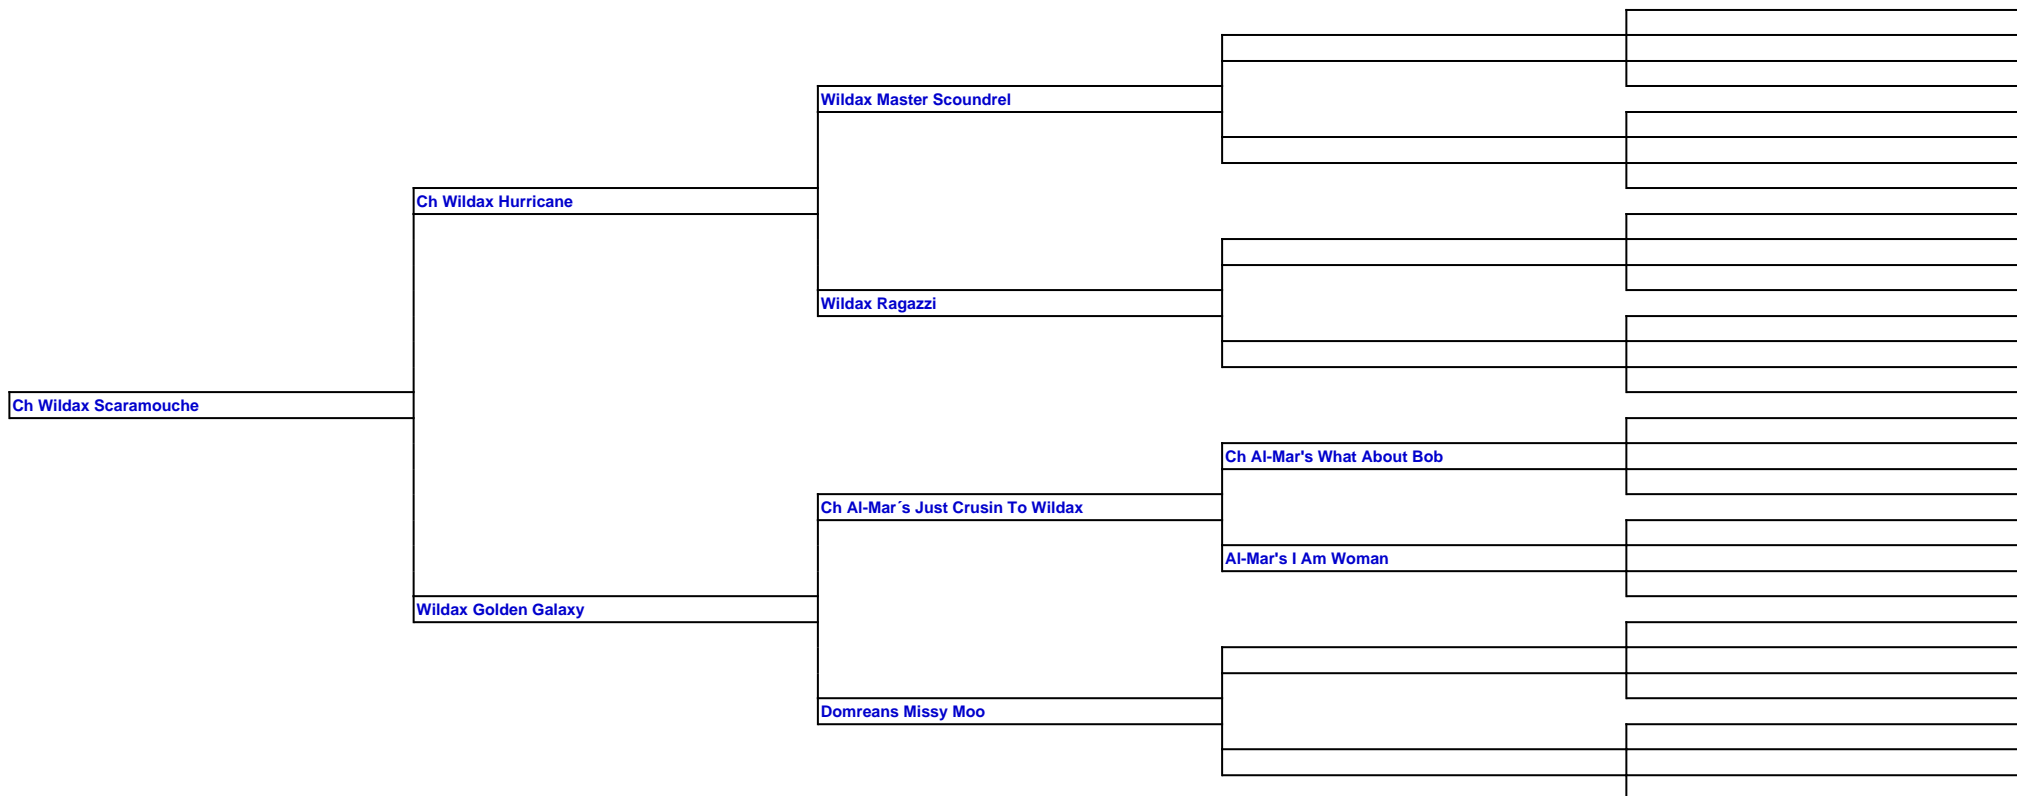 Wildax Master Scoundrel
Ch Wildax Hurricane
Wildax Ragazzi
Ch Wildax Scaramouche
Ch Al-Mar's What About Bob
Ch Al-Mar´s Just Crusin To Wildax
Al-Mar's I Am Woman
Wildax Golden Galaxy
Domreans Missy Moo